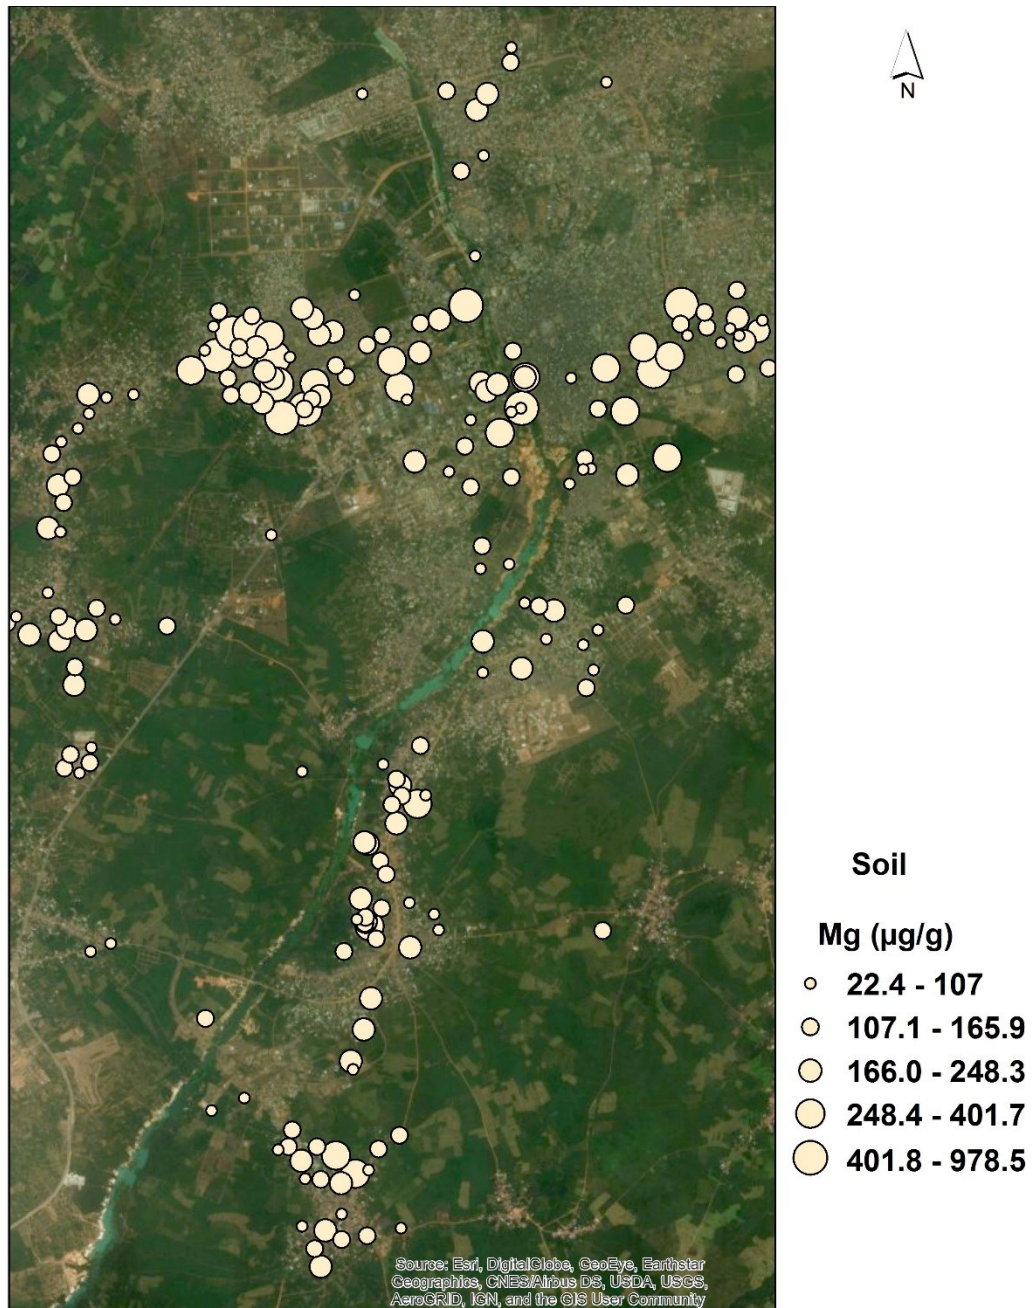 N
Soil
Mg (µg/g)
22.4 - 107
107.1 - 165.9
166.0 - 248.3
248.4 - 401.7
401.8 - 978.5
Source: Esri, DigitalGlobe, GeoEye, Earthstar
Geographics, CNES/Airbus DS, USDA, USGS,
AeroGRID, IGN, and the GIS User Community